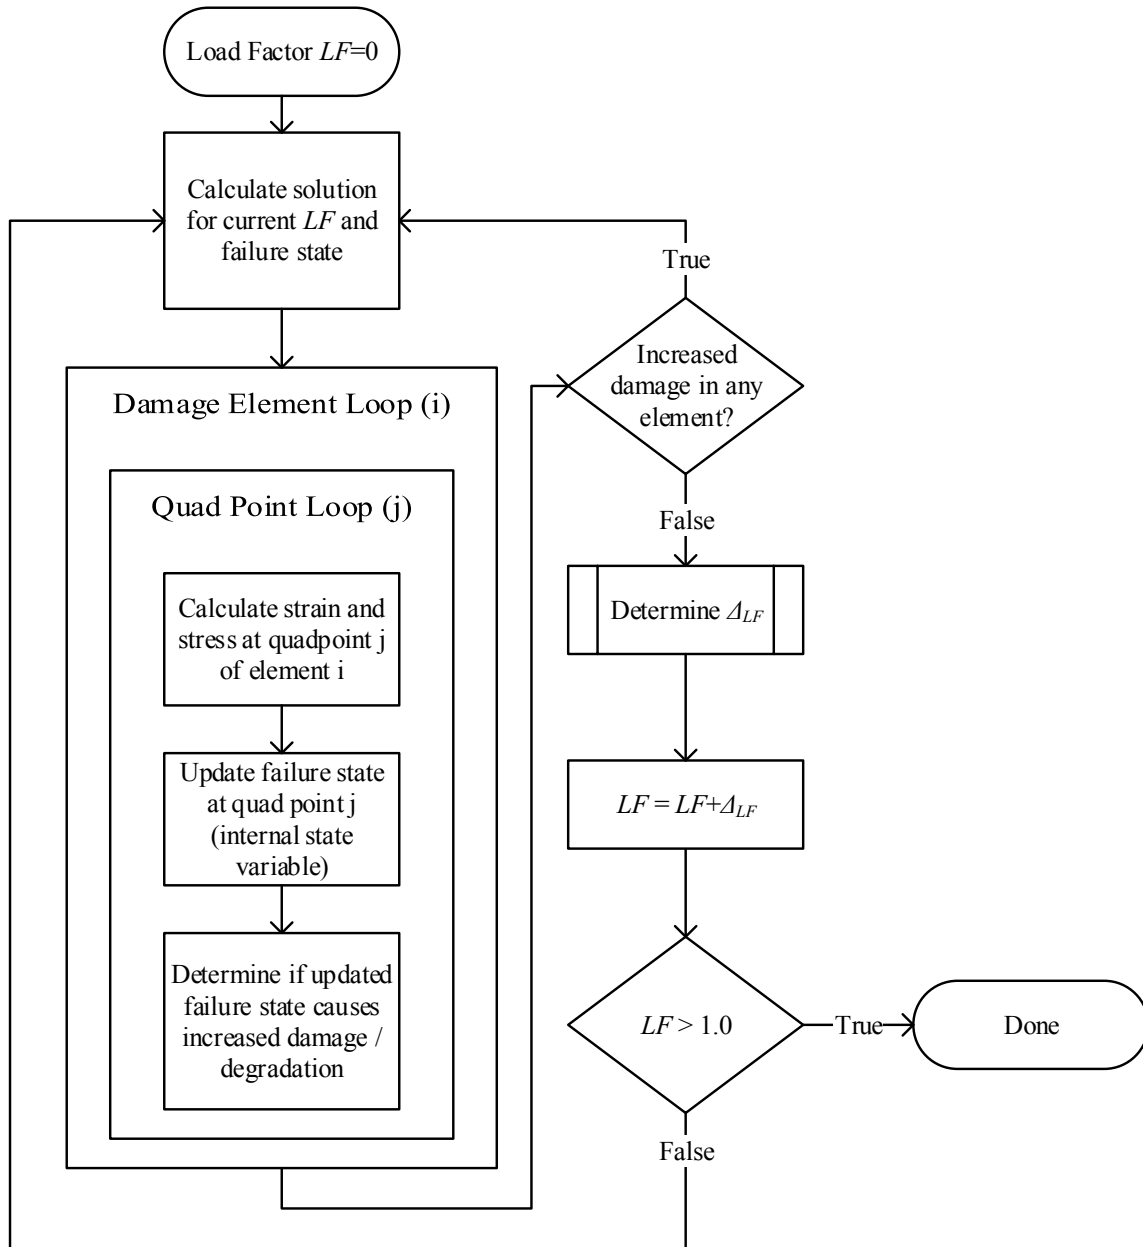 Load Factor LF=0
Calculate solution
for current LF and
failure state
Damage Element Loop (i)
Quad Point Loop (j)
Calculate strain and
stress at quadpoint j
of element i
Update failure state
at quad point j
(internal state
variable)
Determine if updated
failure state causes
increased damage /
degradation
True
Increased
damage in any
element?
False
Determine Δ_LF
LF = LF+Δ_LF
LF > 1.0
True
Done
False